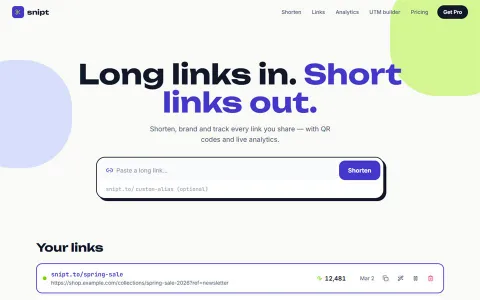 snipt
Shorten Links Analytics UTM builder Pricing Get Pro
Long links in. Short
links out.
Shorten, brand and track every link you share — with QR
codes and live analytics.
Paste a long link... Shorten
snipt.to/ custom-alias (optional)
Your links
snipt.to/spring-sale
12,481 Mar 2
https://shop.example.com/collections/spring-sale-2026?ref=newsletter